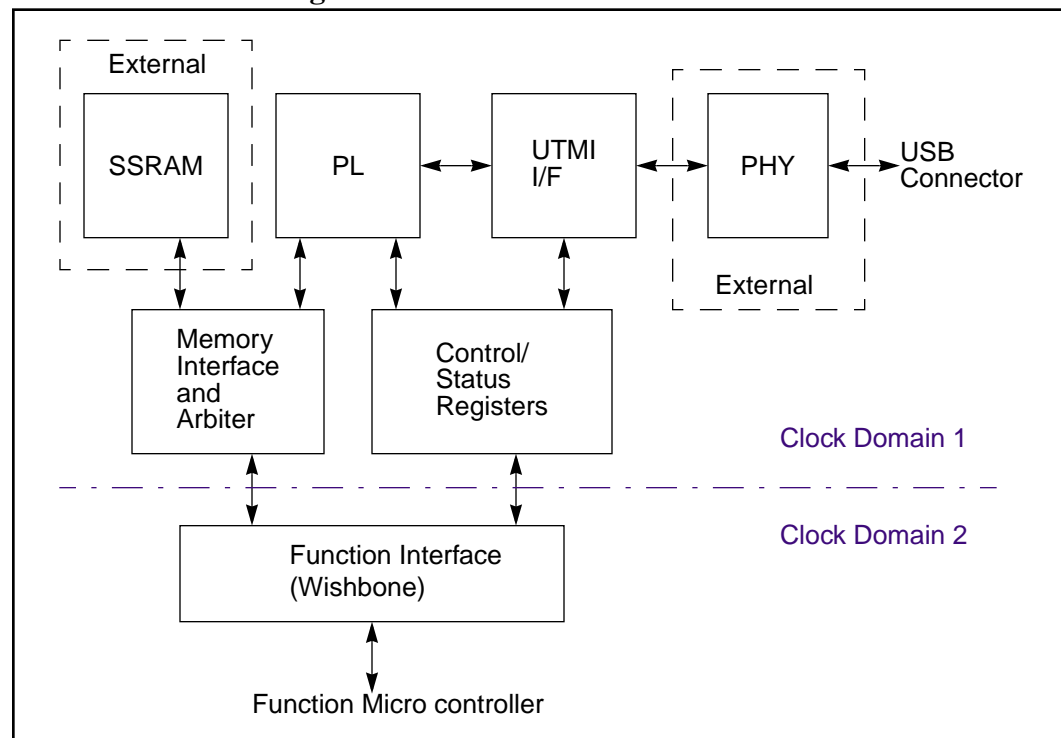 External
SSRAM
PL
UTMI
I/F
PHY
USB
Connector
External
Memory
Interface
and
Arbiter
Control/
Status
Registers
Clock Domain 1
Clock Domain 2
Function Interface
(Wishbone)
Function Micro controller